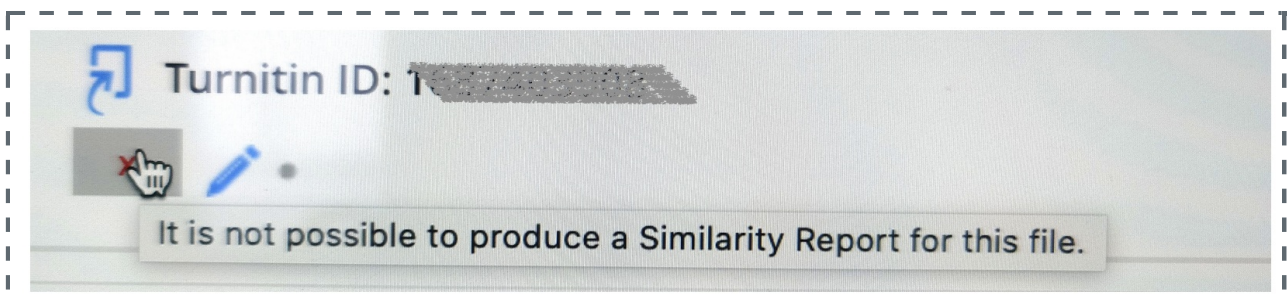 Turnitin ID:
It is not possible to produce a Similarity Report for this file.